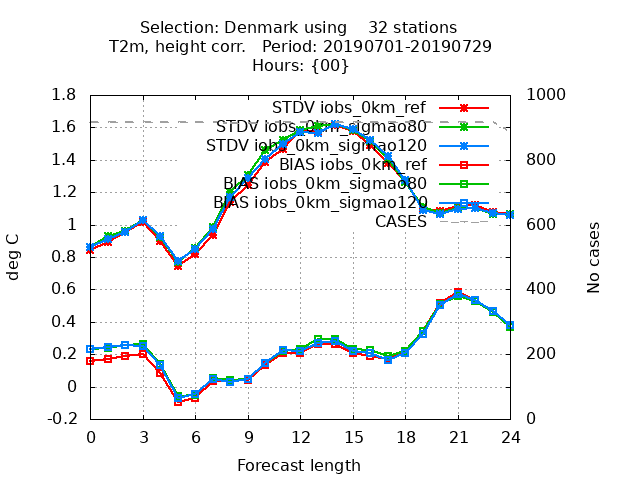 Selection: Denmark using 32 stations
T2m, height corr. Period: 20190701-20190729
Hours: {00}
1.8
1.6
1.4
1.2
1
0.8
0.6
0.4
0.2
0
-0.2
deg C
STDV iobs_0km_ref
STDV iobs_0km_sigmao80
STDV iobs_0km_sigmao120
BIAS iobs_0km_ref
BIAS iobs_0km_sigmao80
BIAS iobs_0km_sigmao120
CASES
1000
800
600
400
200
0
No cases
0 3 6 9 12 15 18 21 24
Forecast length